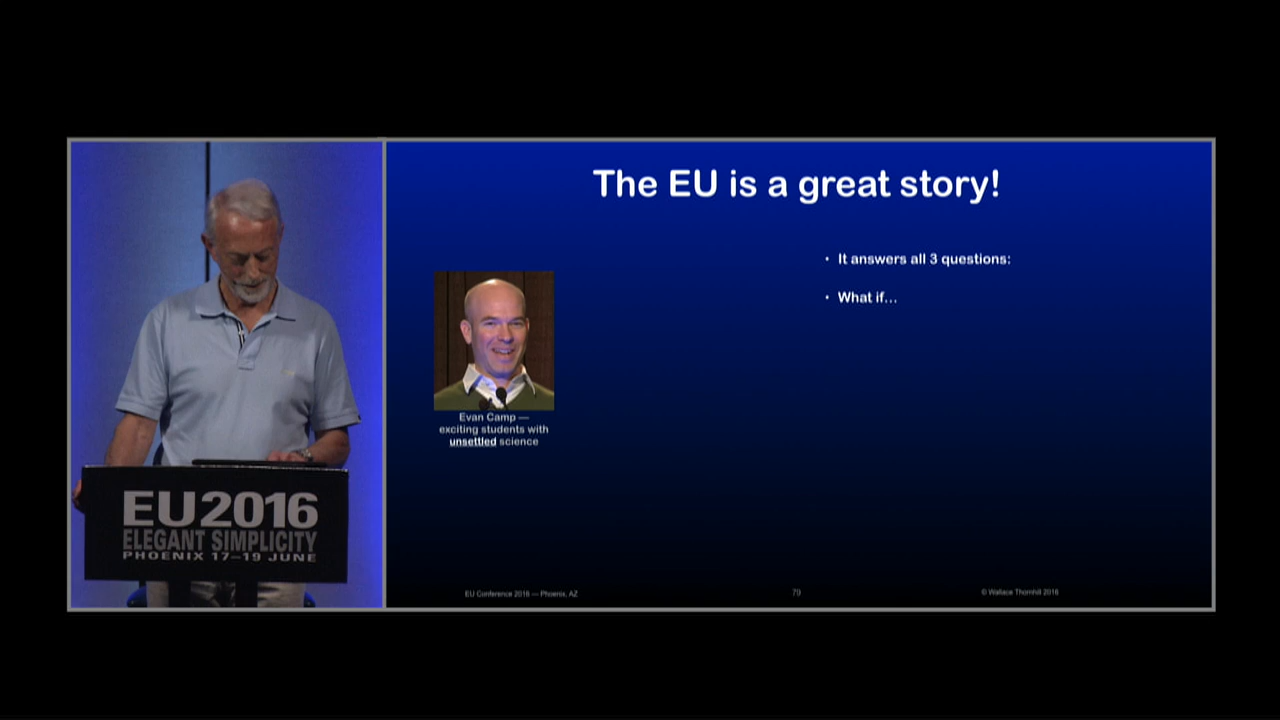 The EU is a great story!
• It answers all 3 questions:
• What if...
Evan Camp —
exciting students with
unsettled science
EU2016
ELEGANT SIMPLICITY
PHOENIX 17–19 JUNE
EU Conference 2016 — Phoenix, AZ
79
© Wallace Thornhill 2016